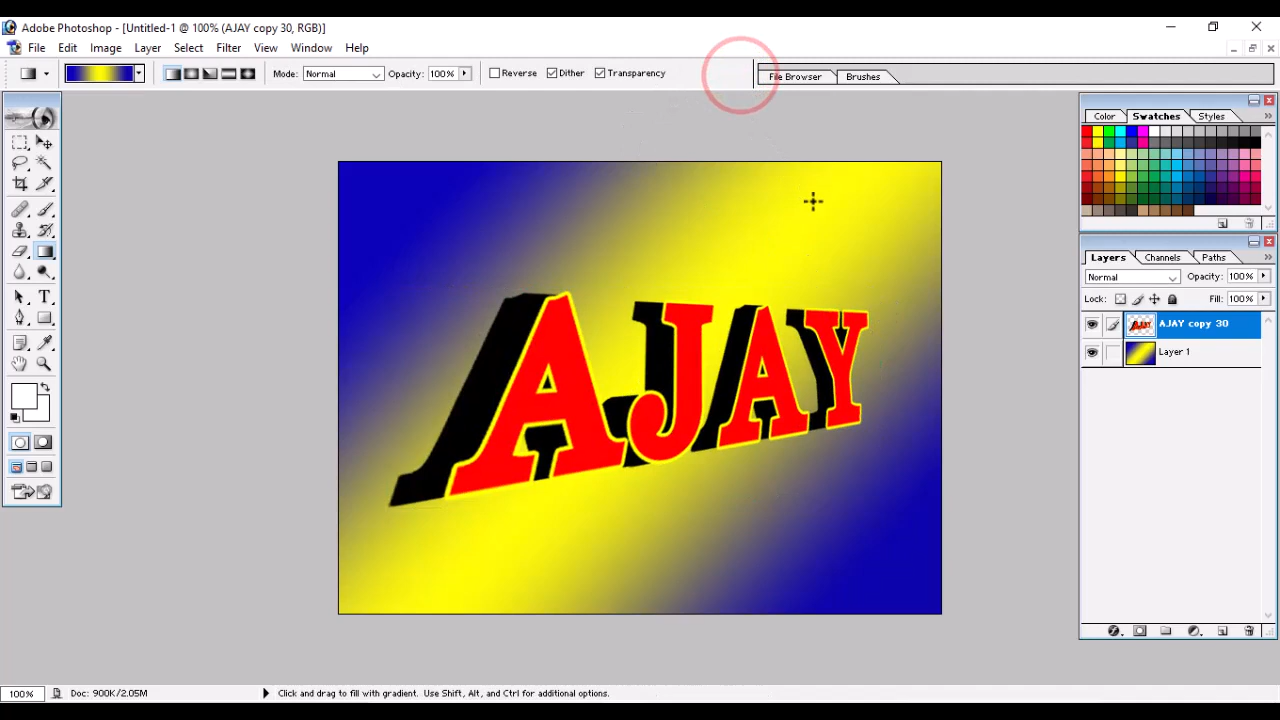 Adobe Photoshop - [Untitled-1 @ 100% (AJAY copy 30, RGB)]
File Edit Image Layer Select Filter View Window Help
Mode: Normal Opacity: 100% Reverse Dither Transparency File Browser Brushes
Color Swatches Styles
AJAY
Layers Channels Paths
Normal Opacity: 100%
Lock: Fill: 100%
AJAY copy 30
Layer 1
100% Doc: 900K/2.05M Click and drag to fill with gradient. Use Shift, Alt, and Ctrl for additional options.